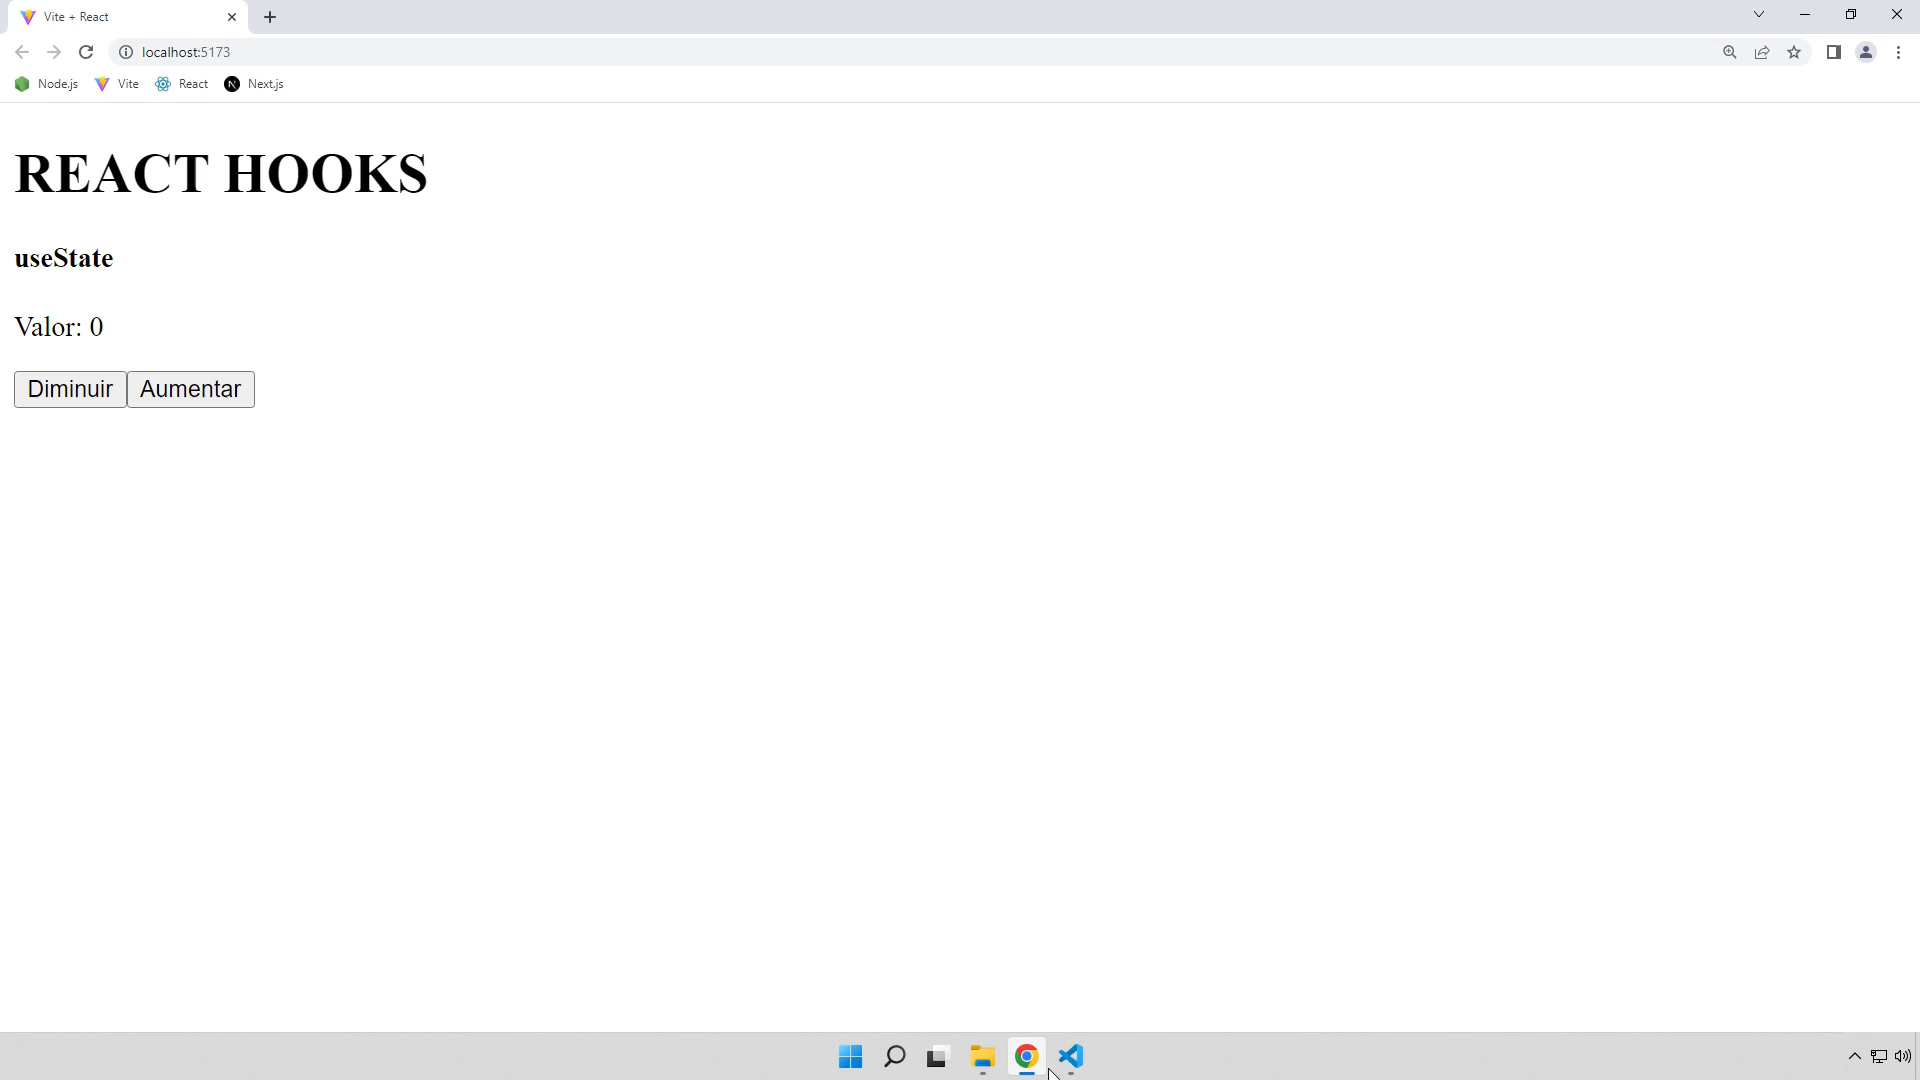 Vite + React
localhost:5173
Node.js Vite React Next.js
REACT HOOKS
useState
Valor: 0
Diminuir Aumentar